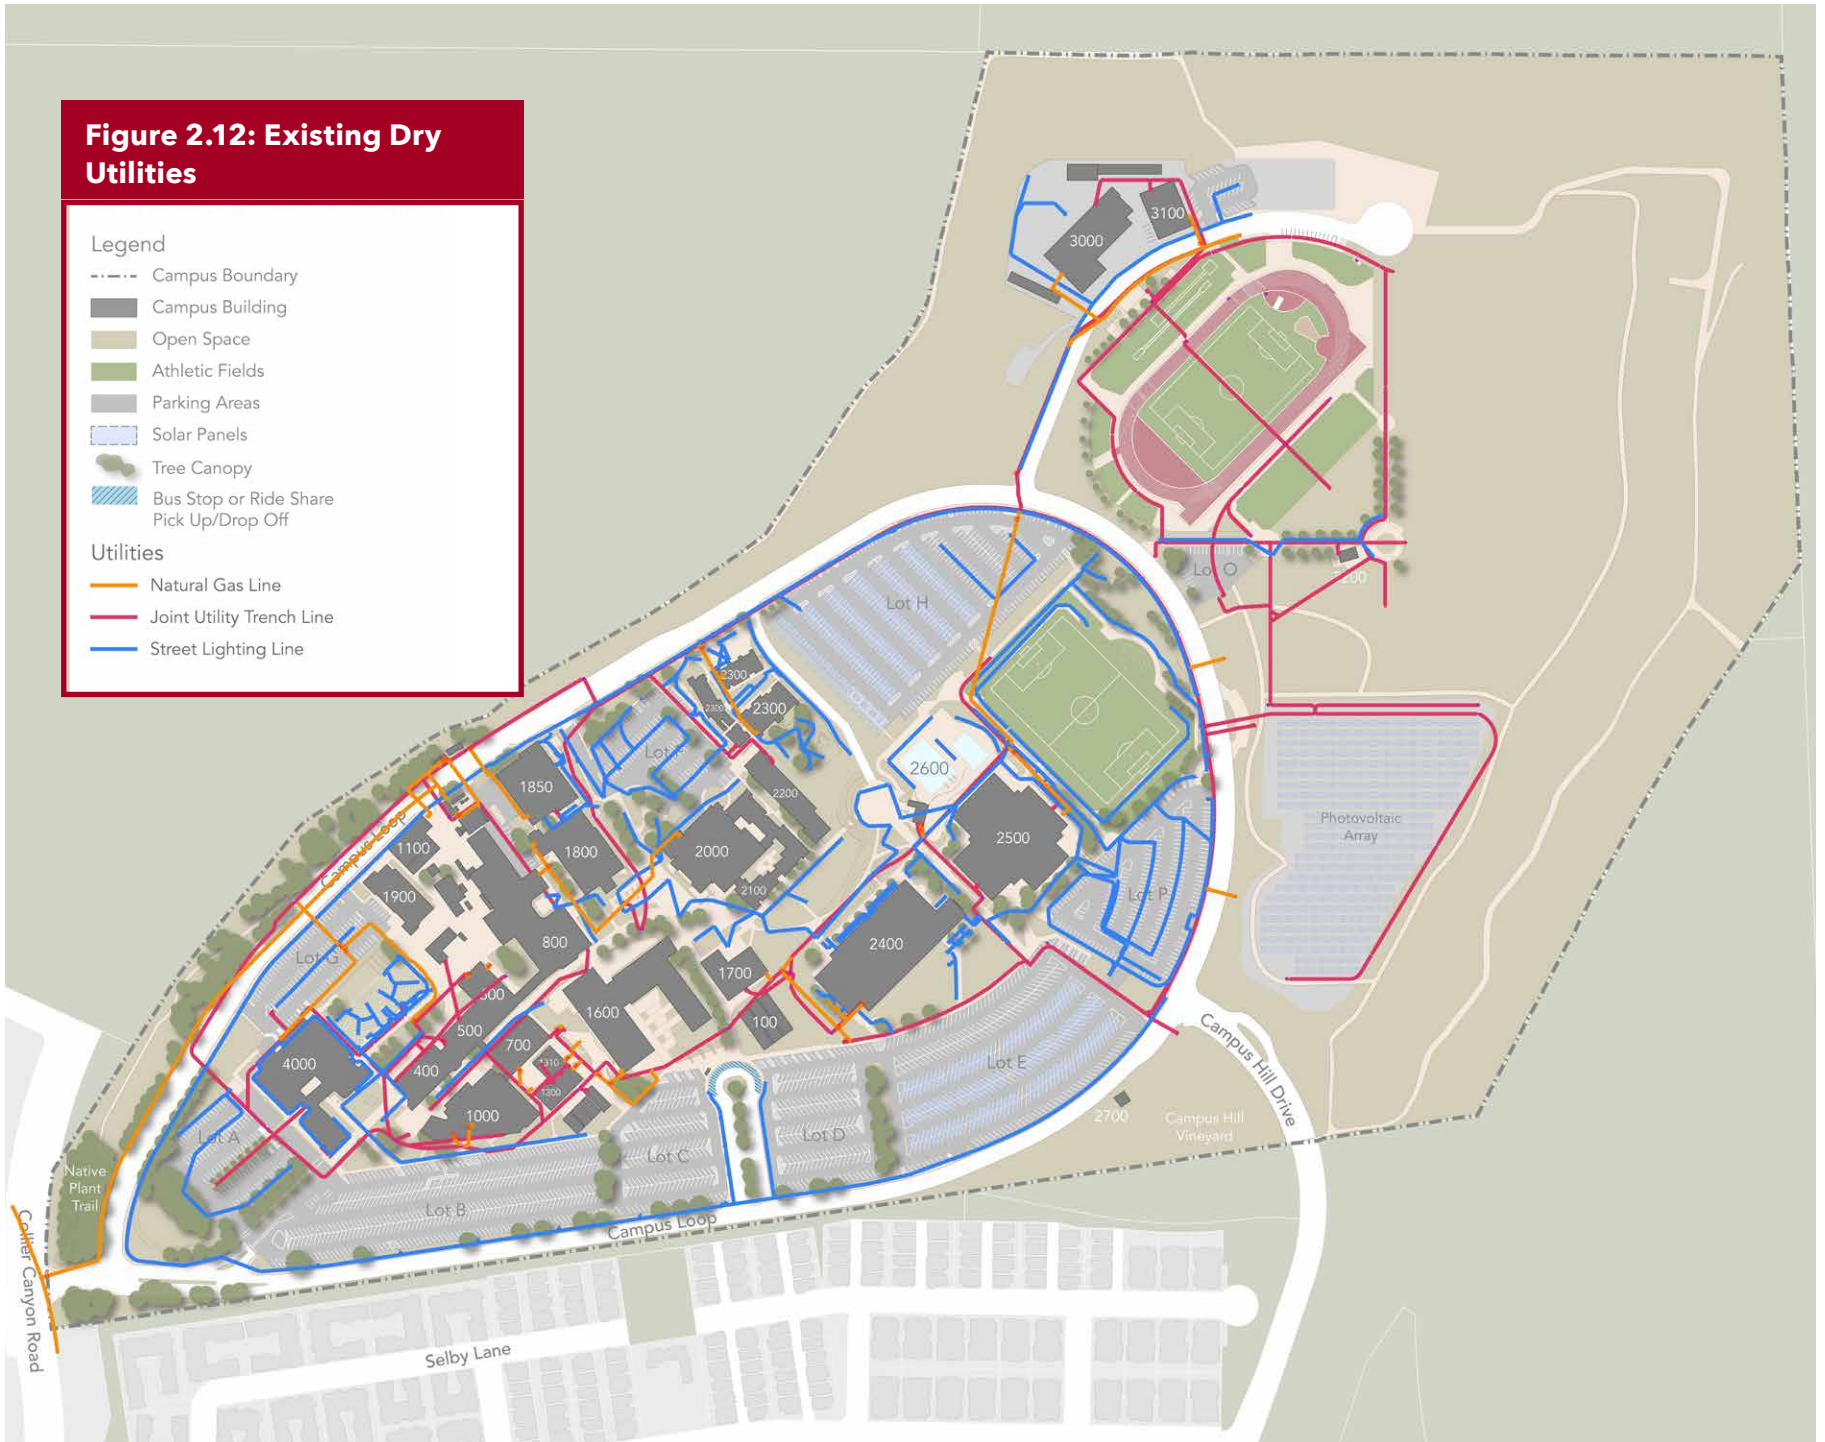 Figure 2.12: Existing Dry
Utilities
Legend
Campus Boundary
Campus Building
Open Space
Athletic Fields
Parking Areas
Solar Panels
Tree Canopy
Bus Stop or Ride Share
Pick Up/Drop Off
Utilities
Natural Gas Line
Joint Utility Trench Line
Street Lighting Line
3100
3000
Lot O
Lot H
2300
2300
2300
2600
1850
2200
2500
Photovoltaic
Array
Campus Loop
1100
1800
2000
2100
1900
Lot P
800
2400
Lot G
1700
500
1600
100
700
4000
400
1310
1300
1000
Lot E
Campus Hill Drive
2700
Campus Hill
Vineyard
Lot A
Lot D
Lot C
Lot B
Native
Plant
Trail
Campus Loop
Collier Canyon Road
Selby Lane